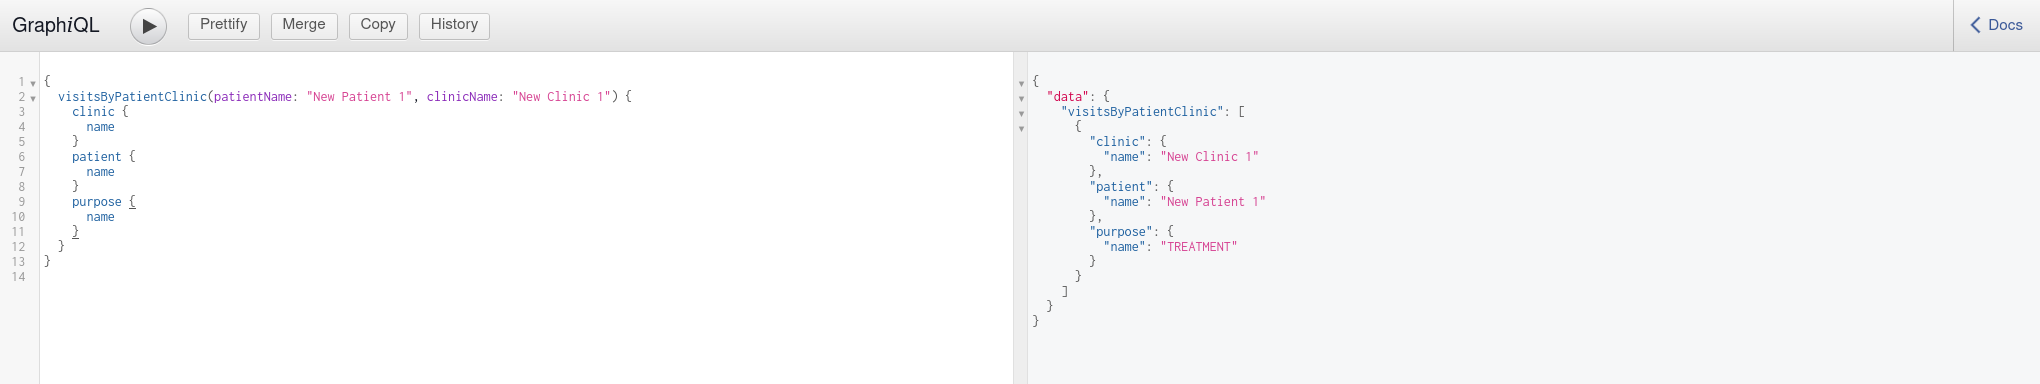 GraphiQL Prettify Merge Copy History Docs
1 {
2 visitsByPatientClinic(patientName: "New Patient 1", clinicName: "New Clinic 1") {
3 clinic {
4 name
5 }
6 patient {
7 name
8 }
9 purpose {
10 name
11 }
12 }
13 }
14
{
"data": {
"visitsByPatientClinic": [
{
"clinic": {
"name": "New Clinic 1"
},
"patient": {
"name": "New Patient 1"
},
"purpose": {
"name": "TREATMENT"
}
}
]
}
}